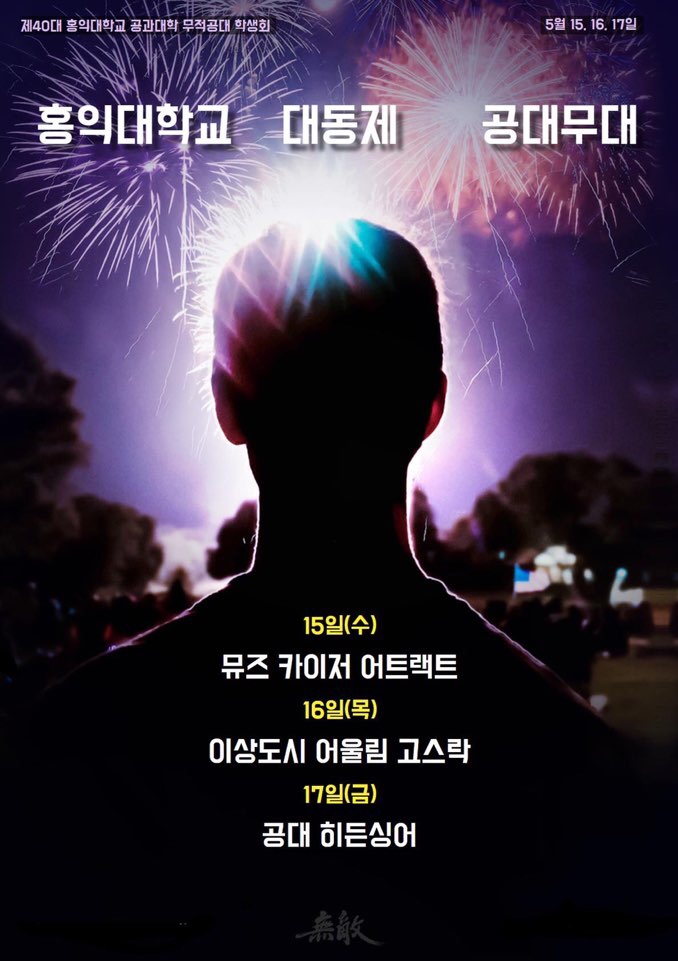 제40대 홍익대학교 공과대학 무적공대 학생회
5월 15, 16, 17일
홍익대학교 대동제 공대무대
15일(수)
뮤즈 카이저 어트랙트
16일(목)
이상도시 어울림 고스락
17일(금)
공대 히든싱어
無敵